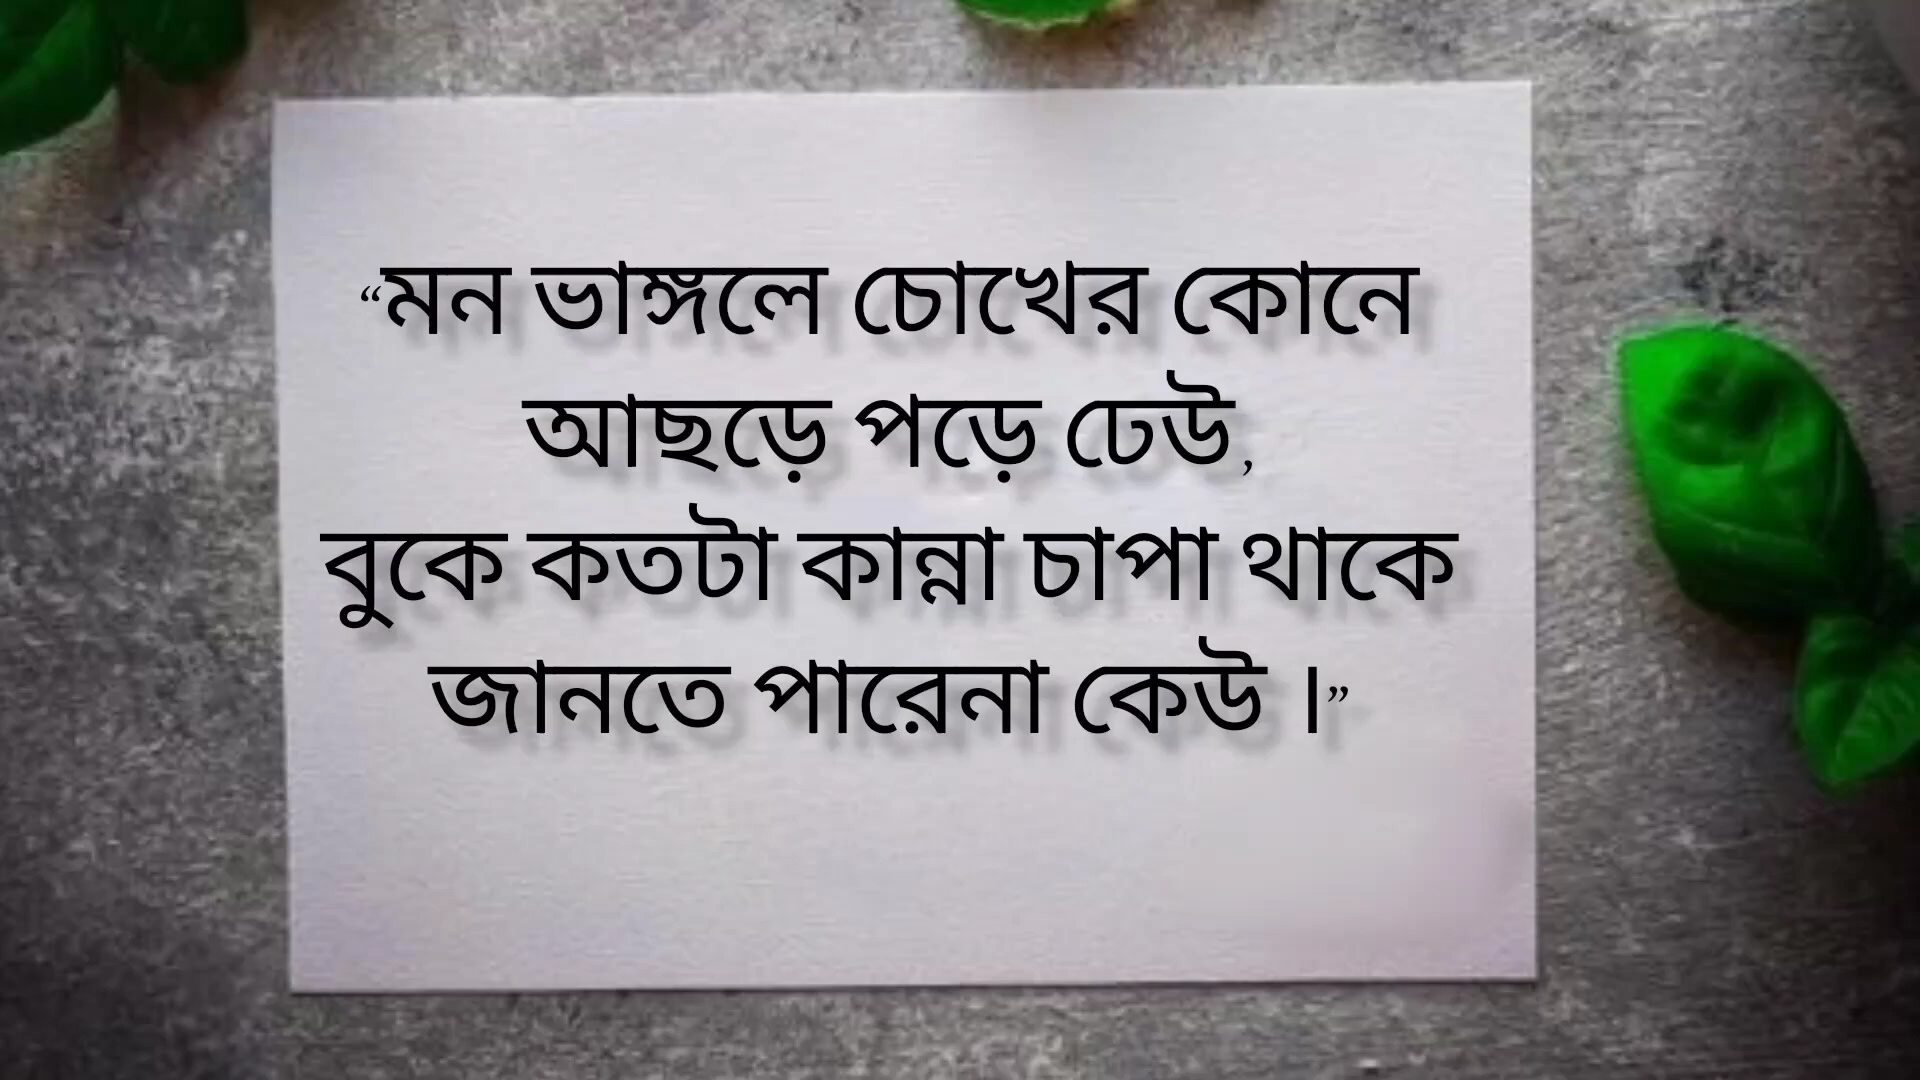 “মন ভাঙ্গলে চোখের কোনে
আছড়ে পড়ে ঢেউ,
বুকে কতটা কান্না চাপা থাকে
জানতে পারেনা কেউ ।”